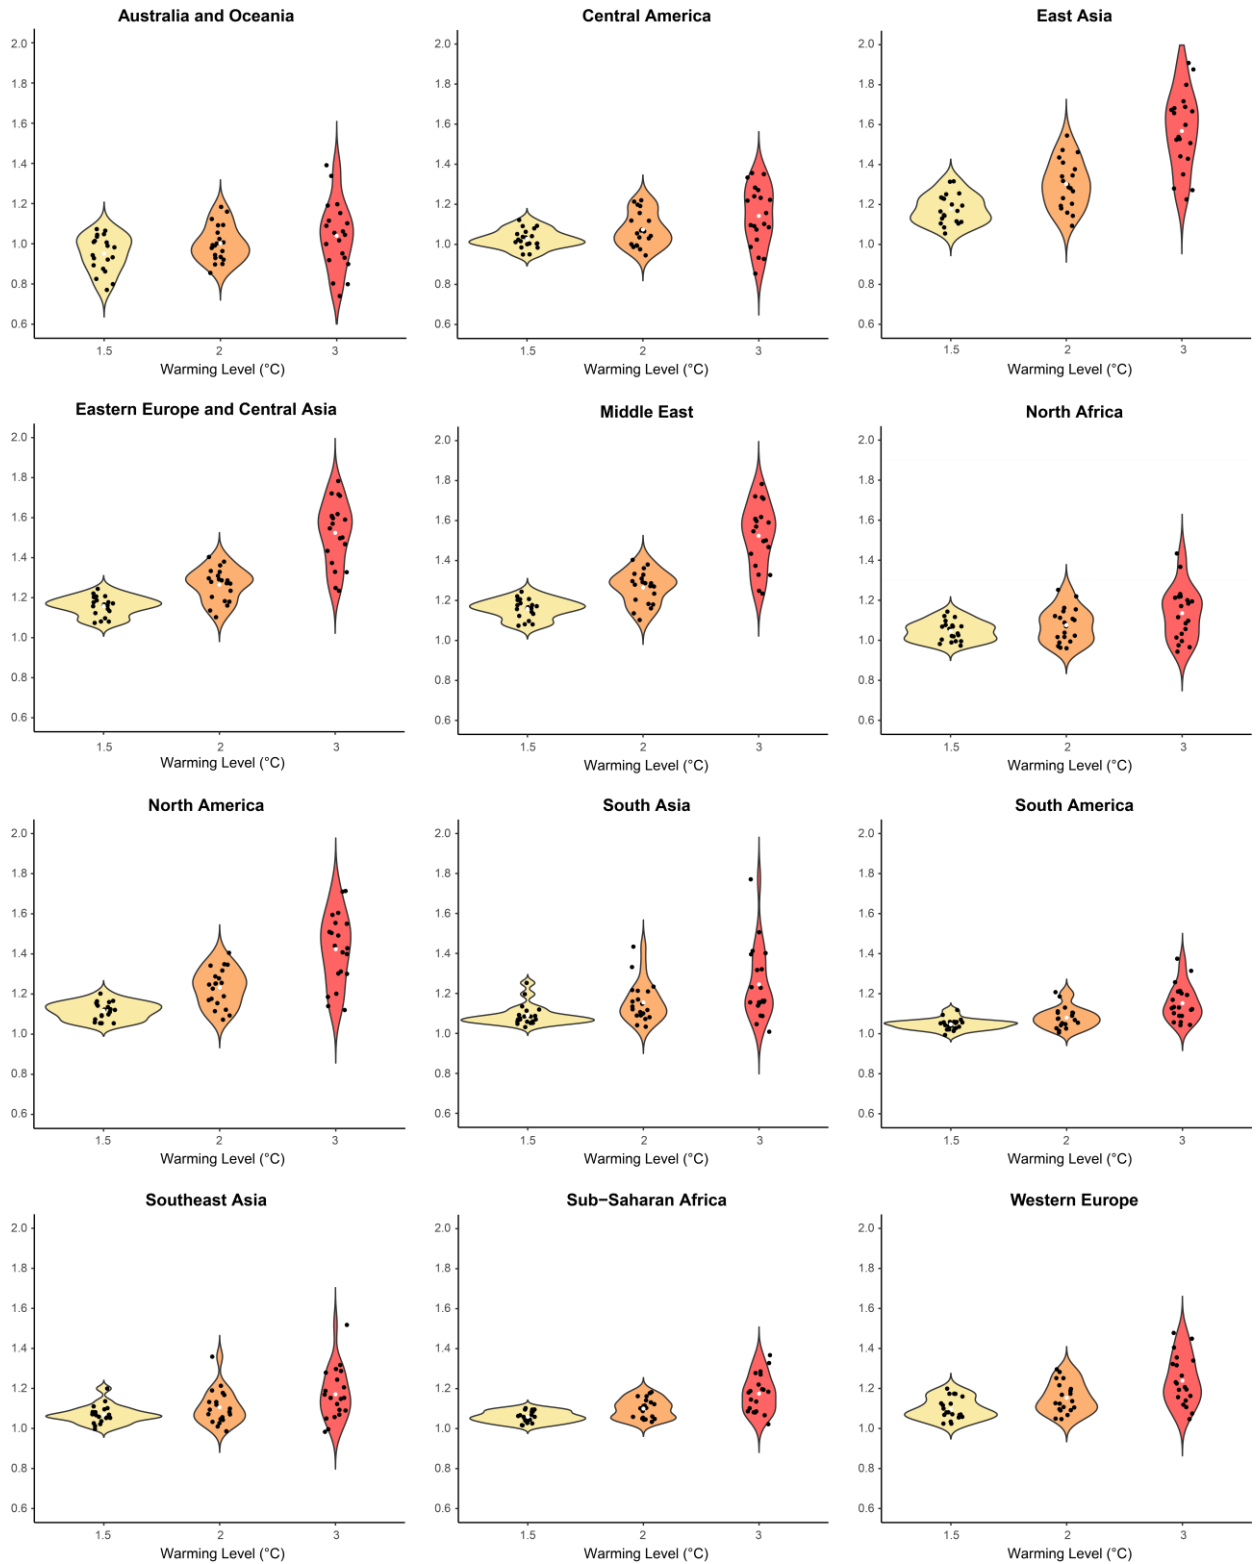 Australia and Oceania
2.0
1.8
1.6
1.4
1.2
1.0
0.8
0.6
1.5 2 3
Warming Level (°C)
Central America
2.0
1.8
1.6
1.4
1.2
1.0
0.8
0.6
1.5 2 3
Warming Level (°C)
East Asia
2.0
1.8
1.6
1.4
1.2
1.0
0.8
0.6
1.5 2 3
Warming Level (°C)
Eastern Europe and Central Asia
2.0
1.8
1.6
1.4
1.2
1.0
0.8
0.6
1.5 2 3
Warming Level (°C)
Middle East
2.0
1.8
1.6
1.4
1.2
1.0
0.8
0.6
1.5 2 3
Warming Level (°C)
North Africa
2.0
1.8
1.6
1.4
1.2
1.0
0.8
0.6
1.5 2 3
Warming Level (°C)
North America
2.0
1.8
1.6
1.4
1.2
1.0
0.8
0.6
1.5 2 3
Warming Level (°C)
South Asia
2.0
1.8
1.6
1.4
1.2
1.0
0.8
0.6
1.5 2 3
Warming Level (°C)
South America
2.0
1.8
1.6
1.4
1.2
1.0
0.8
0.6
1.5 2 3
Warming Level (°C)
Southeast Asia
2.0
1.8
1.6
1.4
1.2
1.0
0.8
0.6
1.5 2 3
Warming Level (°C)
Sub−Saharan Africa
2.0
1.8
1.6
1.4
1.2
1.0
0.8
0.6
1.5 2 3
Warming Level (°C)
Western Europe
2.0
1.8
1.6
1.4
1.2
1.0
0.8
0.6
1.5 2 3
Warming Level (°C)